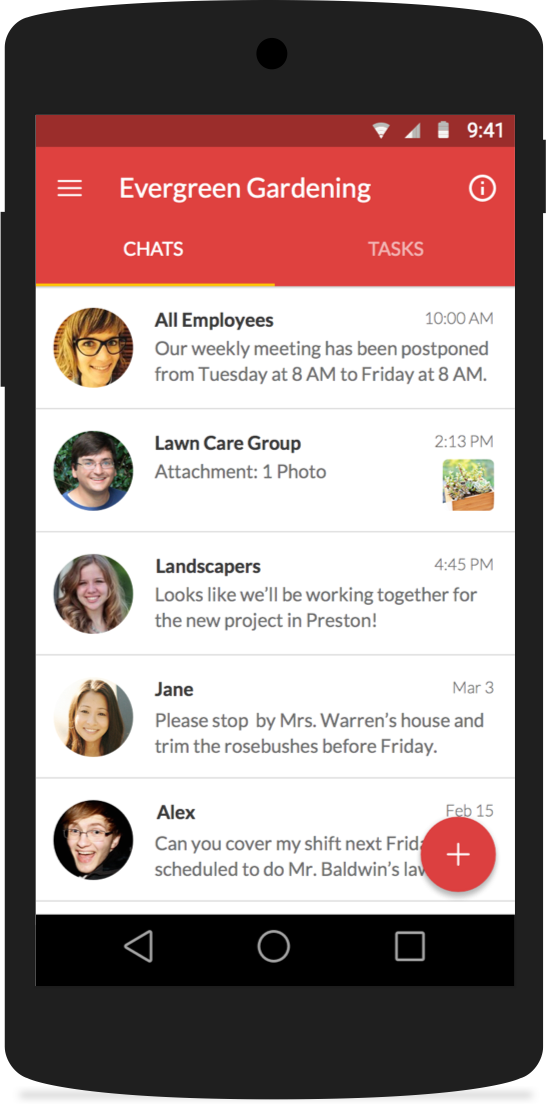 9:41
Evergreen Gardening
CHATS TASKS
All Employees 10:00 AM
Our weekly meeting has been postponed
from Tuesday at 8 AM to Friday at 8 AM.
Lawn Care Group 2:13 PM
Attachment: 1 Photo
Landscapers 4:45 PM
Looks like we’ll be working together for
the new project in Preston!
Jane Mar 3
Please stop by Mrs. Warren’s house and
trim the rosebushes before Friday.
Alex Feb 15
Can you cover my shift next
scheduled to do Mr. Baldwin’s